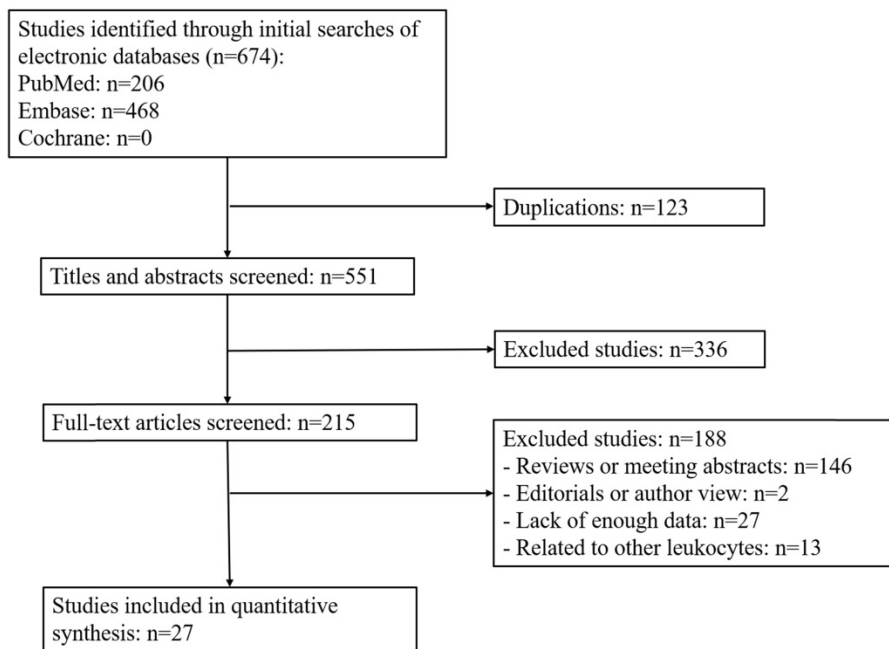 Studies identified through initial searches of
electronic databases (n=674):
PubMed: n=206
Embase: n=468
Cochrane: n=0
Duplications: n=123
Titles and abstracts screened: n=551
Excluded studies: n=336
Full-text articles screened: n=215
Excluded studies: n=188
- Reviews or meeting abstracts: n=146
- Editorials or author view: n=2
- Lack of enough data: n=27
- Related to other leukocytes: n=13
Studies included in quantitative
synthesis: n=27